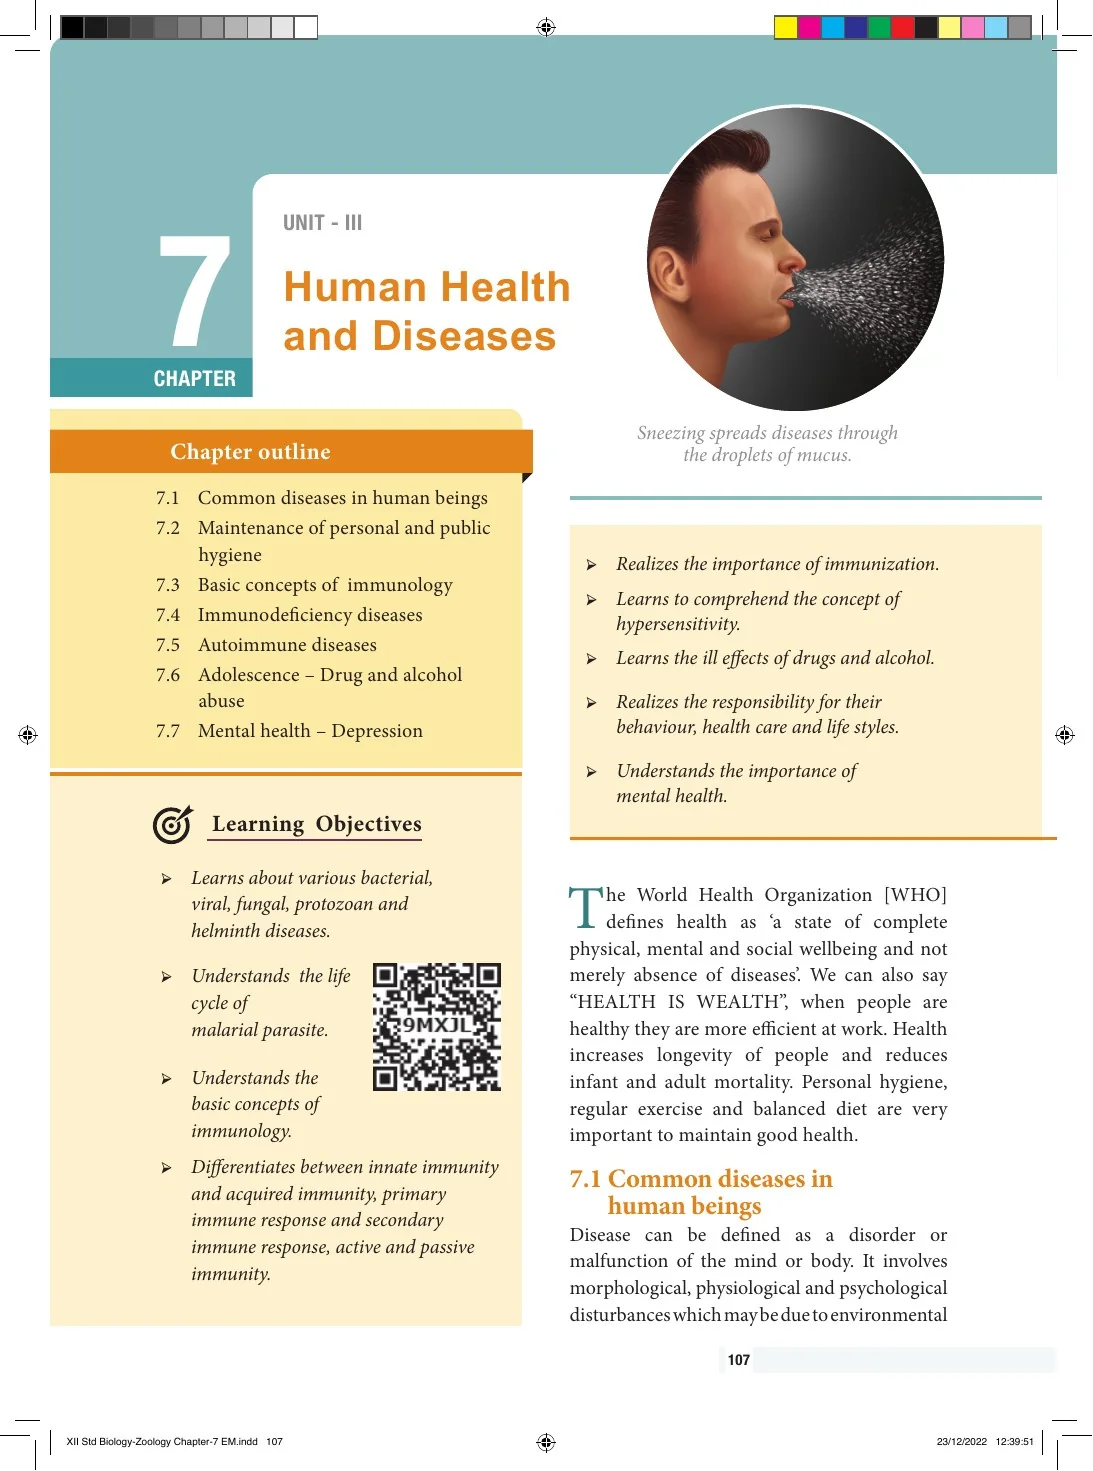 7
CHAPTER
UNIT - III
Human Health
and Diseases
Sneezing spreads diseases through
the droplets of mucus.
Chapter outline
7.1 Common diseases in human beings
7.2 Maintenance of personal and public
hygiene
7.3 Basic concepts of immunology
7.4 Immunodeficiency diseases
7.5 Autoimmune diseases
7.6 Adolescence – Drug and alcohol
abuse
7.7 Mental health – Depression
Learning Objectives
➢ Learns about various bacterial,
viral, fungal, protozoan and
helminth diseases.
➢ Understands the life
cycle of
malarial parasite.
9MXJL
➢ Understands the
basic concepts of
immunology.
➢ Differentiates between innate immunity
and acquired immunity, primary
immune response and secondary
immune response, active and passive
immunity.
➢ Realizes the importance of immunization.
➢ Learns to comprehend the concept of
hypersensitivity.
➢ Learns the ill effects of drugs and alcohol.
➢ Realizes the responsibility for their
behaviour, health care and life styles.
➢ Understands the importance of
mental health.
The World Health Organization [WHO]
defines health as ‘a state of complete
physical, mental and social wellbeing and not
merely absence of diseases’. We can also say
“HEALTH IS WEALTH”, when people are
healthy they are more efficient at work. Health
increases longevity of people and reduces
infant and adult mortality. Personal hygiene,
regular exercise and balanced diet are very
important to maintain good health.
7.1 Common diseases in
human beings
Disease can be defined as a disorder or
malfunction of the mind or body. It involves
morphological, physiological and psychological
disturbances which may be due to environmental
107
XII Std Biology-Zoology Chapter-7 EM.indd 107
23/12/2022 12:39:51